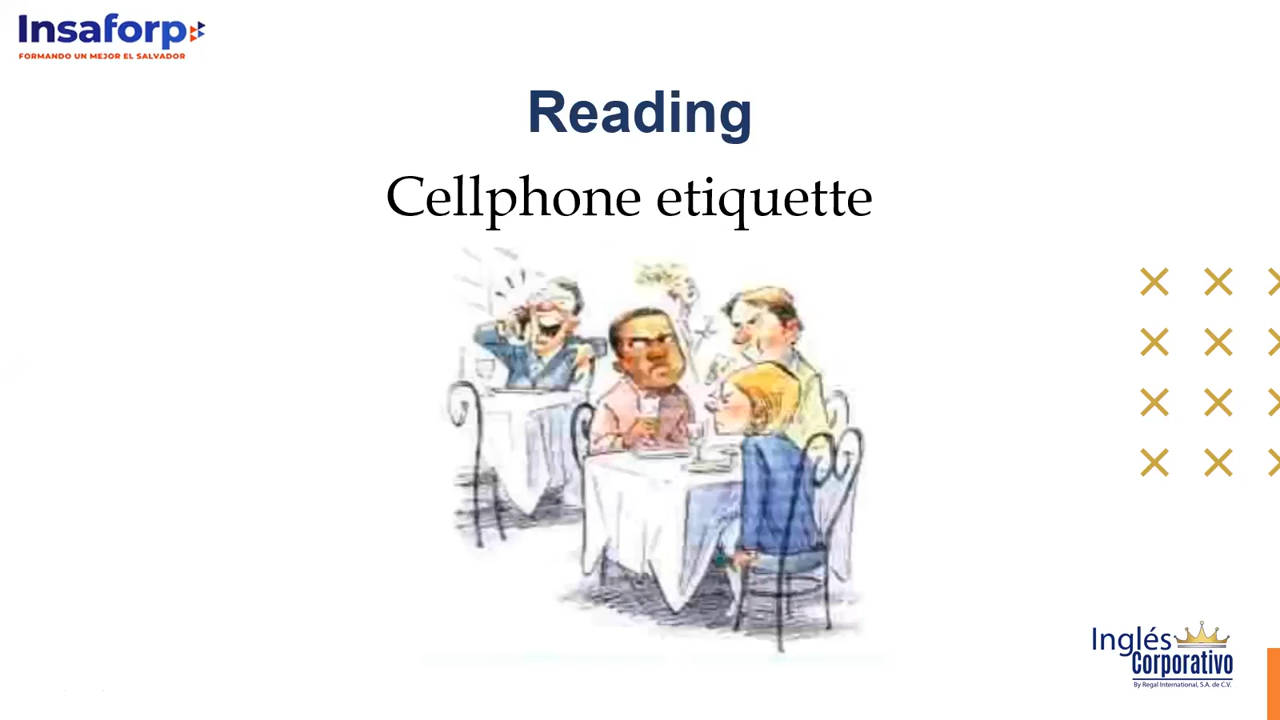 Insaforp
FORMANDO UN MEJOR EL SALVADOR
Reading
Cellphone etiquette
Inglés
Corporativo
By Regal International, S.A. de C.V.